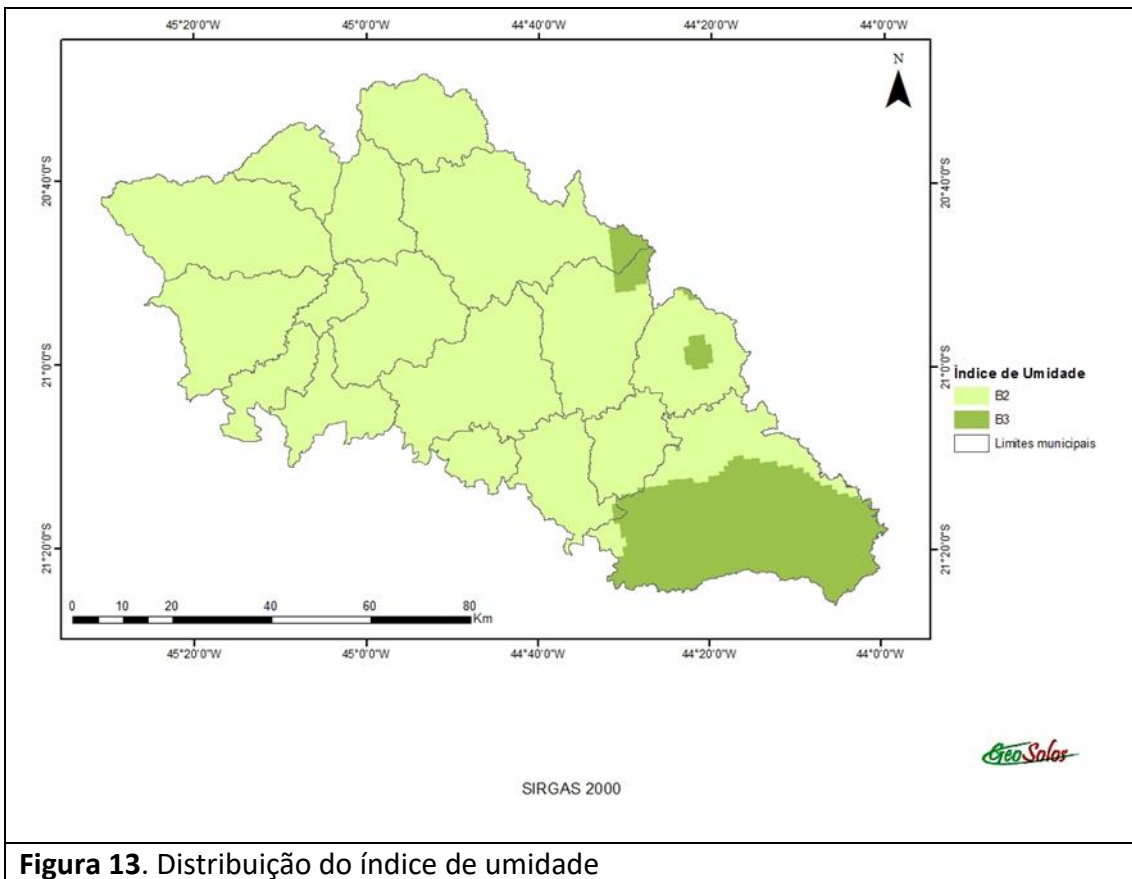 45°20'0"W 45°0'0"W 44°40'0"W 44°20'0"W 44°0'0"W
N
20°40'0"S 20°40'0"S
21°0'0"S 21°0'0"S
Índice de Umidade
B2
B3
Limites municipais
21°20'0"S 21°20'0"S
0 10 20 40 60 80
Km
45°20'0"W 45°0'0"W 44°40'0"W 44°20'0"W 44°0'0"W
GeoSolos
SIRGAS 2000
Figura 13. Distribuição do índice de umidade